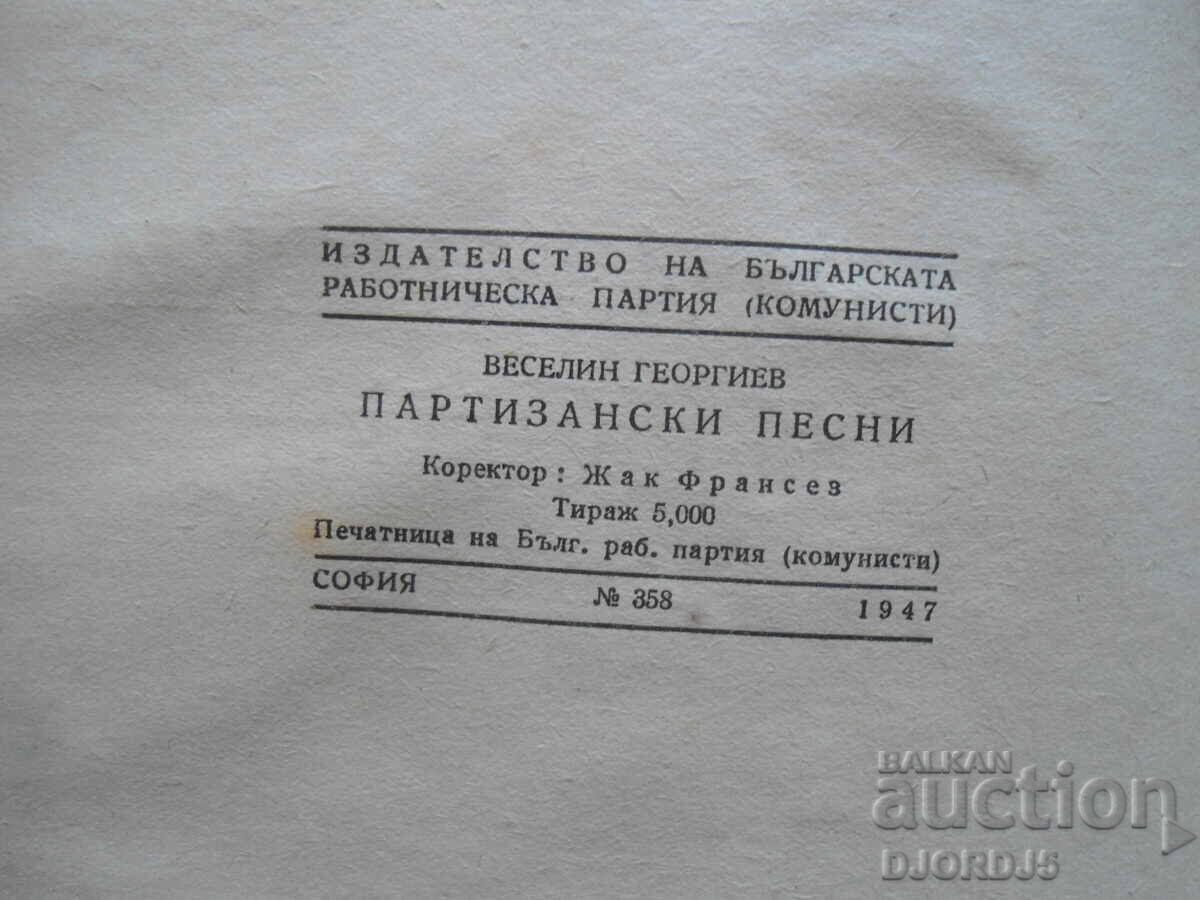 ИЗДАТЕЛСТВО НА БЪЛГАРСКАТА
РАБОТНИЧЕСКА ПАРТИЯ (КОМУНИСТИ)
ВЕСЕЛИН ГЕОРГИЕВ
ПАРТИЗАНСКИ ПЕСНИ
Коректор: Жак Франсез
Тираж 5,000
Печатница на Бълг. раб. партия (комунисти)
СОФИЯ № 358 1947
BALKAN
auction
DJORDJ5